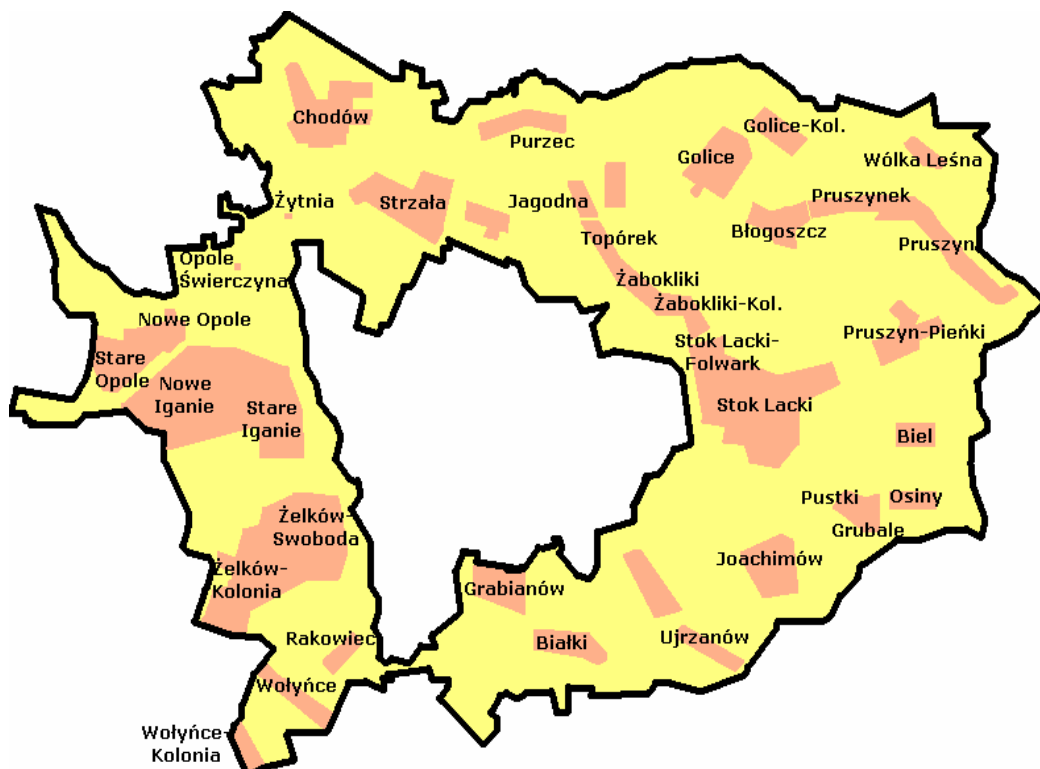 Chodów
Purzec
Golice-Kol.
Golice
Wólka Leśna
Żytnia
Strzała
Jagodna
Pruszynek
Topórek
Błogoszcz
Pruszyn
Opole
Świerczyna
Żabokliki
Żabokliki-Kol.
Nowe Opole
Stare
Opole
Stok Lacki-
Folwark
Pruszyn-Pieńki
Nowe
Iganie
Stare
Iganie
Stok Lacki
Biel
Pustki
Osiny
Grubale
Żelków-
Swoboda
Żelków-
Kolonia
Grabianów
Joachimów
Rakowiec
Białki
Ujrzanów
Wołyńce
Wołyńce-
Kolonia